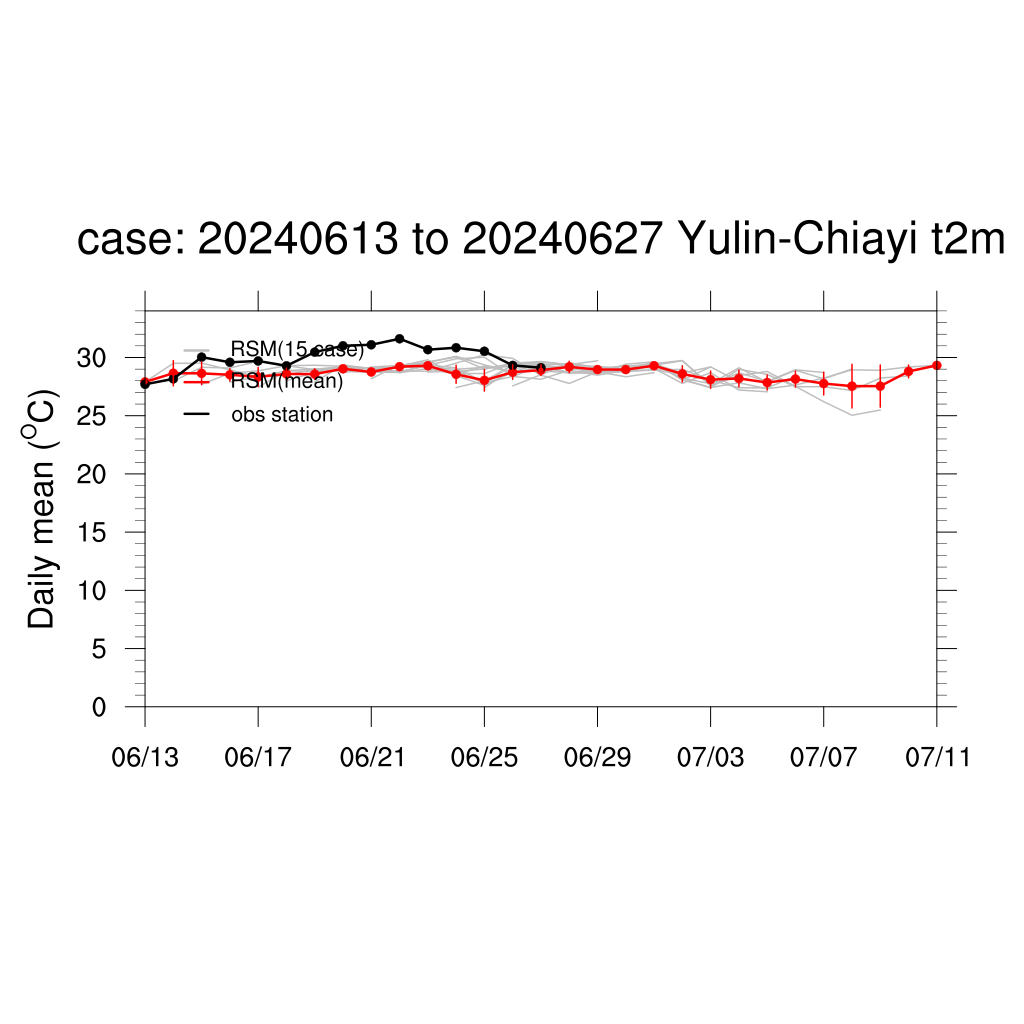 case: 20240613 to 20240627 Yulin-Chiayi t2m
Daily mean (°C)
30
25
20
15
10
5
0
RSM(15 case)
RSM(mean)
obs station
06/13 06/17 06/21 06/25 06/29 07/03 07/07 07/11